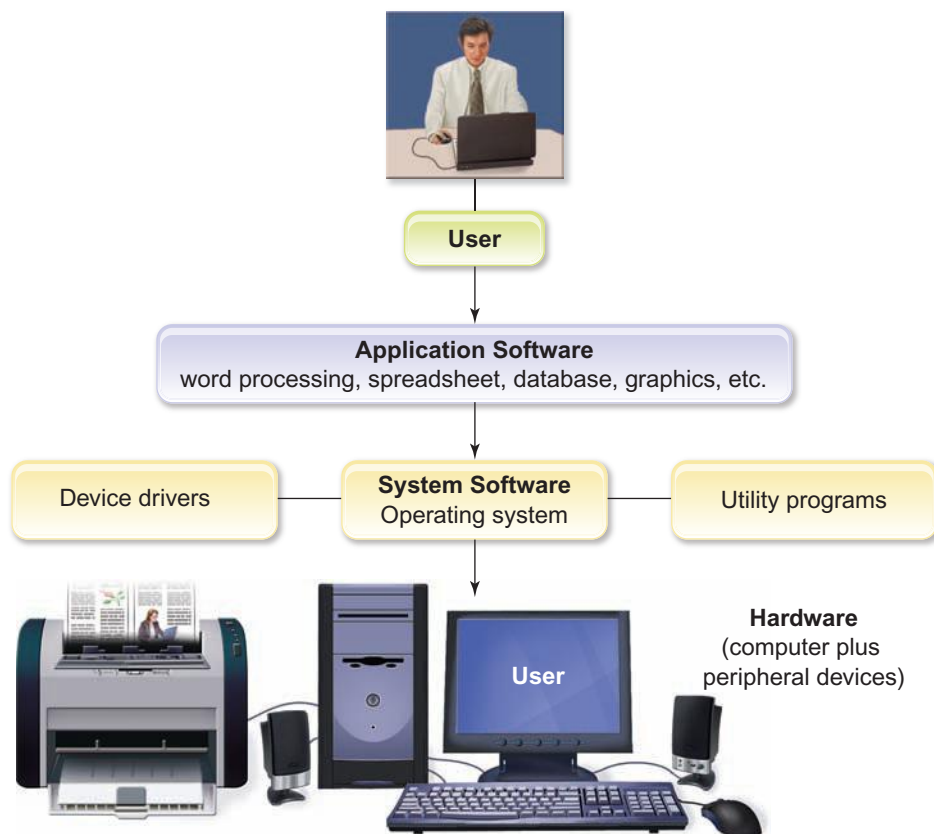 User
Application Software
word processing, spreadsheet, database, graphics, etc.
Device drivers
System Software
Operating system
Utility programs
Hardware
(computer plus
peripheral devices)
User